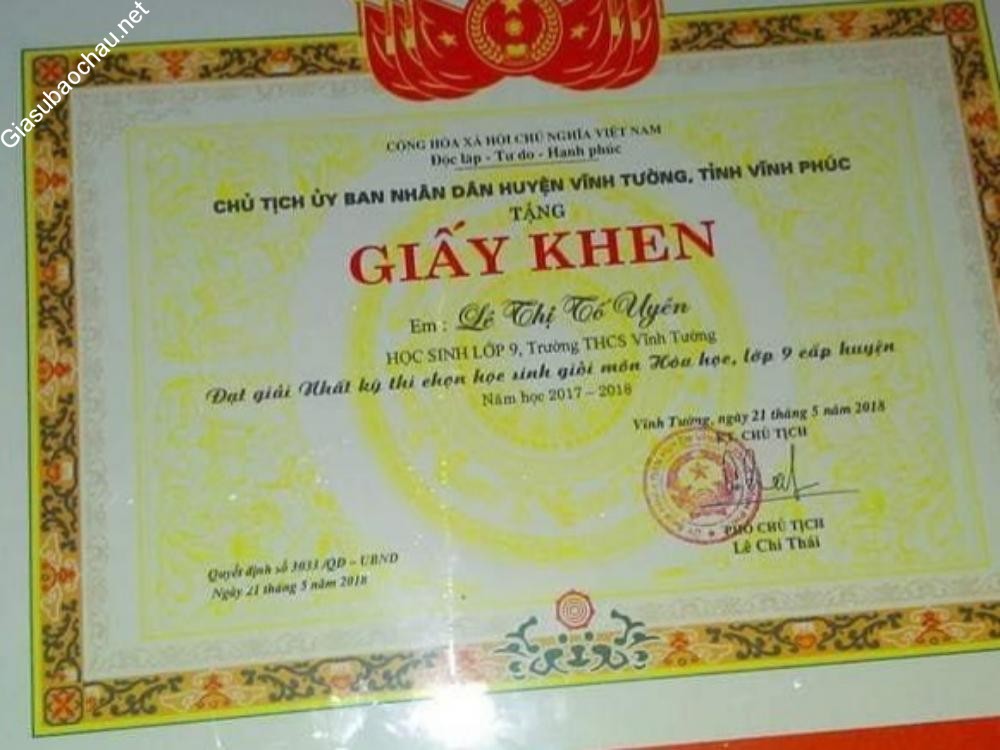 Giasubaochau.net
CỘNG HÒA XÃ HỘI CHỦ NGHĨA VIỆT NAM
Độc lập - Tự do - Hạnh phúc
CHỦ TỊCH ỦY BAN NHÂN DÂN HUYỆN VĨNH TƯỜNG, TỈNH VĨNH PHÚC
TẶNG
GIẤY KHEN
Em : Lê Thị Tố Uyên
HỌC SINH LỚP 9, Trường THCS Vĩnh Tường
Đạt giải Nhất kỳ thi chọn học sinh giỏi môn Hóa học, lớp 9 cấp huyện
Năm học 2017 – 2018
Vĩnh Tường, ngày 21 tháng 5 năm 2018
KT. CHỦ TỊCH
PHÓ CHỦ TỊCH
Lê Chí Thái
Quyết định số 3033 /QĐ – UBND
Ngày 21 tháng 5 năm 2018